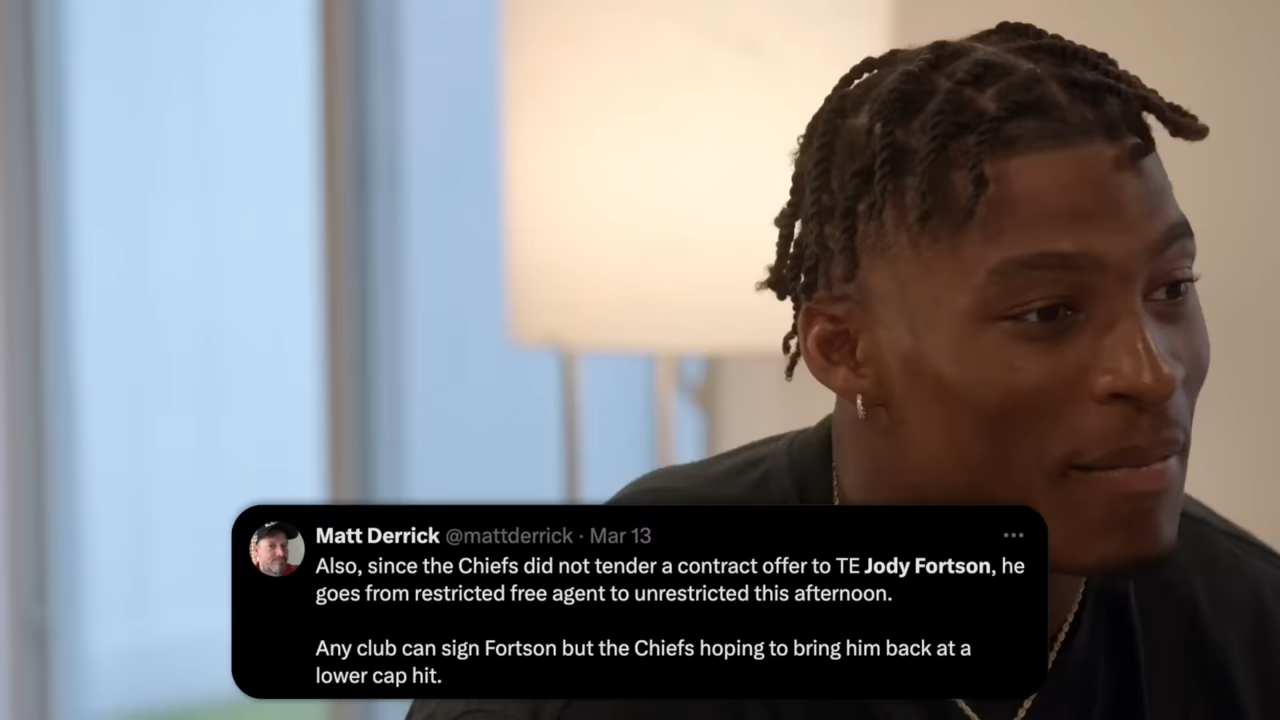 Matt Derrick @mattderrick · Mar 13
Also, since the Chiefs did not tender a contract offer to TE Jody Fortson, he
goes from restricted free agent to unrestricted this afternoon.
Any club can sign Fortson but the Chiefs hoping to bring him back at a
lower cap hit.